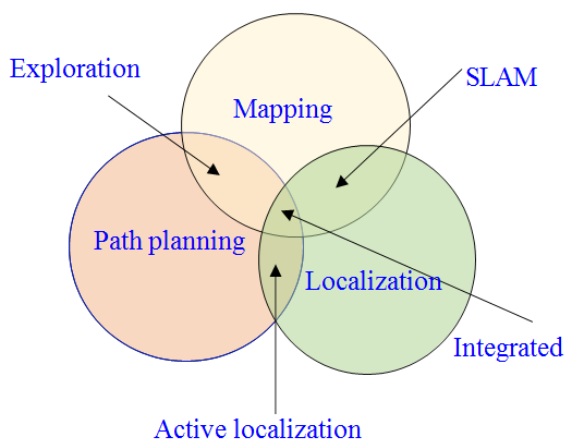 Exploration
SLAM
Mapping
Path planning
Localization
Integrated
Active localization